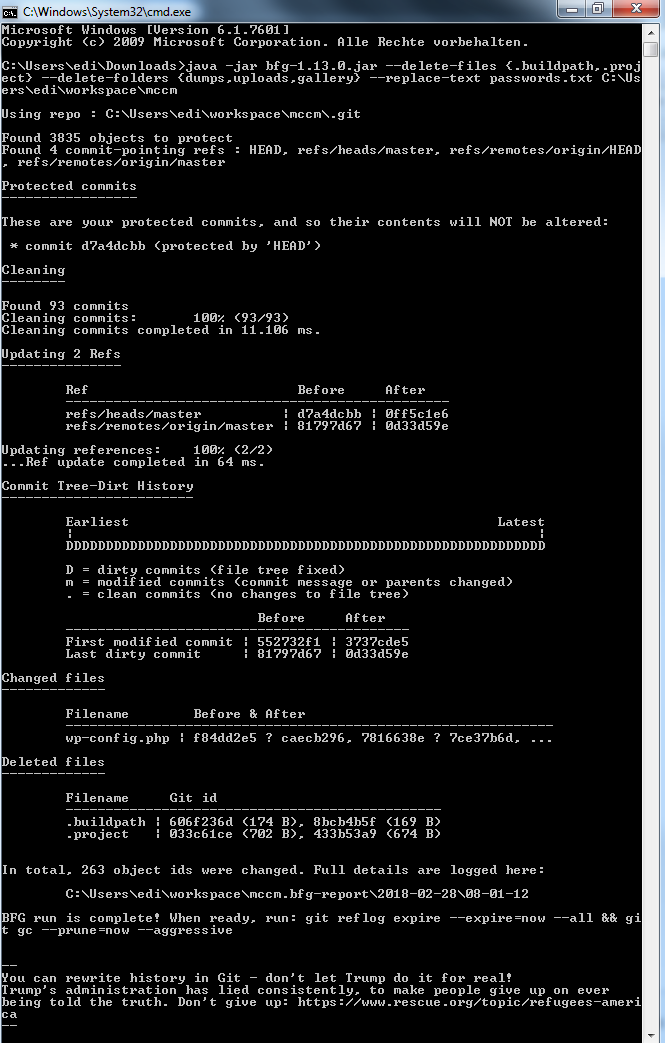 C:\Windows\System32\cmd.exe
Microsoft Windows [Version 6.1.7601]
Copyright (c) 2009 Microsoft Corporation. Alle Rechte vorbehalten.
C:\Users\edi\Downloads>java -jar bfg-1.13.0.jar --delete-files {.buildpath,.proj
ect} --delete-folders {dumps,uploads,gallery} --replace-text passwords.txt C:\Us
ers\edi\workspace\mccm
Using repo : C:\Users\edi\workspace\mccm\.git
Found 3835 objects to protect
Found 4 commit-pointing refs : HEAD, refs/heads/master, refs/remotes/origin/HEAD
, refs/remotes/origin/master
Protected commits
-----------------
These are your protected commits, and so their contents will NOT be altered:
* commit d7a4dcbb (protected by 'HEAD')
Cleaning
--------
Found 93 commits
Cleaning commits:       100% (93/93)
Cleaning commits completed in 11.106 ms.
Updating 2 Refs
---------------
Ref                          Before     After
------------------------------------------------
refs/heads/master          ¦ d7a4dcbb ¦ 0ff5c1e6
refs/remotes/origin/master ¦ 81797d67 ¦ 0d33d59e
Updating references:    100% (2/2)
...Ref update completed in 64 ms.
Commit Tree-Dirt History
------------------------
Earliest                                              Latest
¦                                                          ¦
DDDDDDDDDDDDDDDDDDDDDDDDDDDDDDDDDDDDDDDDDDDDDDDDDDDDDDDDDDDD
D = dirty commits (file tree fixed)
m = modified commits (commit message or parents changed)
. = clean commits (no changes to file tree)
Before     After
-------------------------------------------
First modified commit ¦ 552732f1 ¦ 3737cde5
Last dirty commit     ¦ 81797d67 ¦ 0d33d59e
Changed files
-------------
Filename        Before & After
-------------------------------------------------------------
wp-config.php ¦ f84dd2e5 ? caecb296, 7816638e ? 7ce37b6d, ...
Deleted files
-------------
Filename     Git id
-----------------------------------------------
.buildpath ¦ 606f236d (174 B), 8bcb4b5f (169 B)
.project   ¦ 033c61ce (702 B), 433b53a9 (674 B)
In total, 263 object ids were changed. Full details are logged here:
C:\Users\edi\workspace\mccm.bfg-report\2018-02-28\08-01-12
BFG run is complete! When ready, run: git reflog expire --expire=now --all && gi
t gc --prune=now --aggressive
--
You can rewrite history in Git - don't let Trump do it for real!
Trump's administration has lied consistently, to make people give up on ever
being told the truth. Don't give up: https://www.rescue.org/topic/refugees-ameri
ca
--